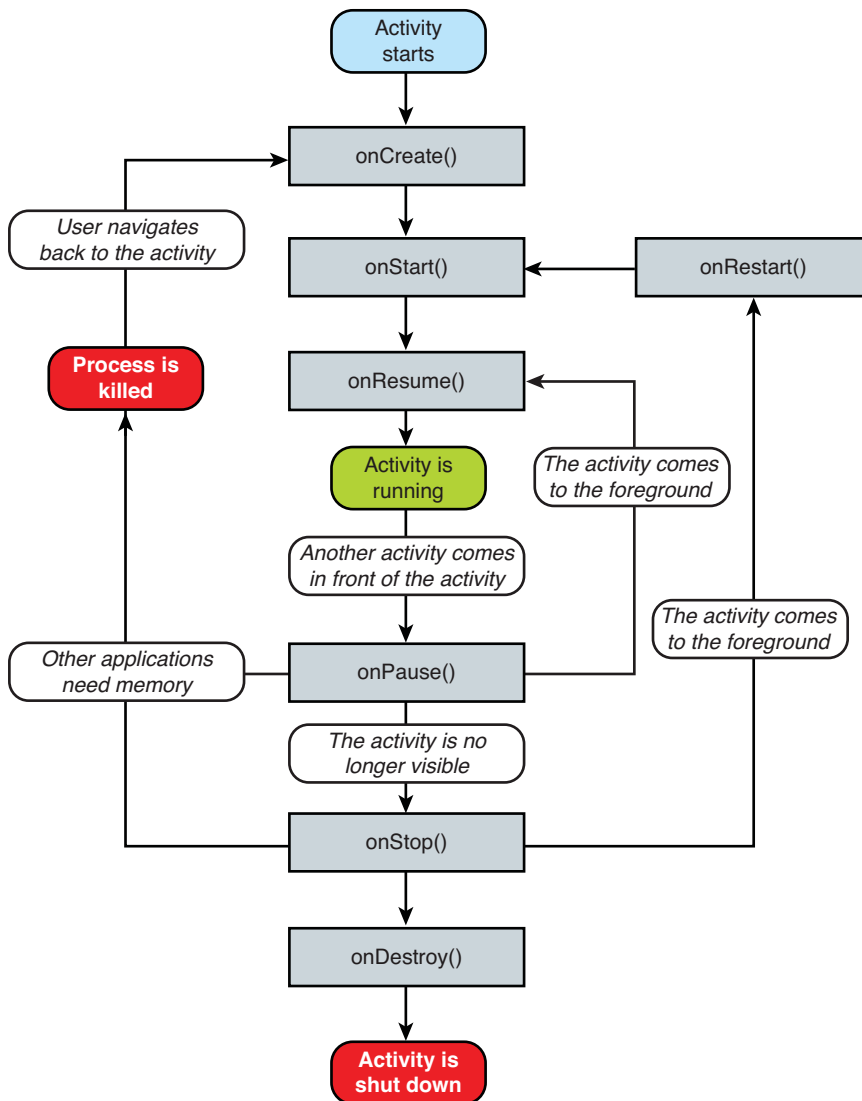 Activity
starts
onCreate()
User navigates
back to the activity
onStart()
onRestart()
Process is
killed
onResume()
Activity is
running
The activity comes
to the foreground
Another activity comes
in front of the activity
The activity comes
to the foreground
Other applications
need memory
onPause()
The activity is no
longer visible
onStop()
onDestroy()
Activity is
shut down